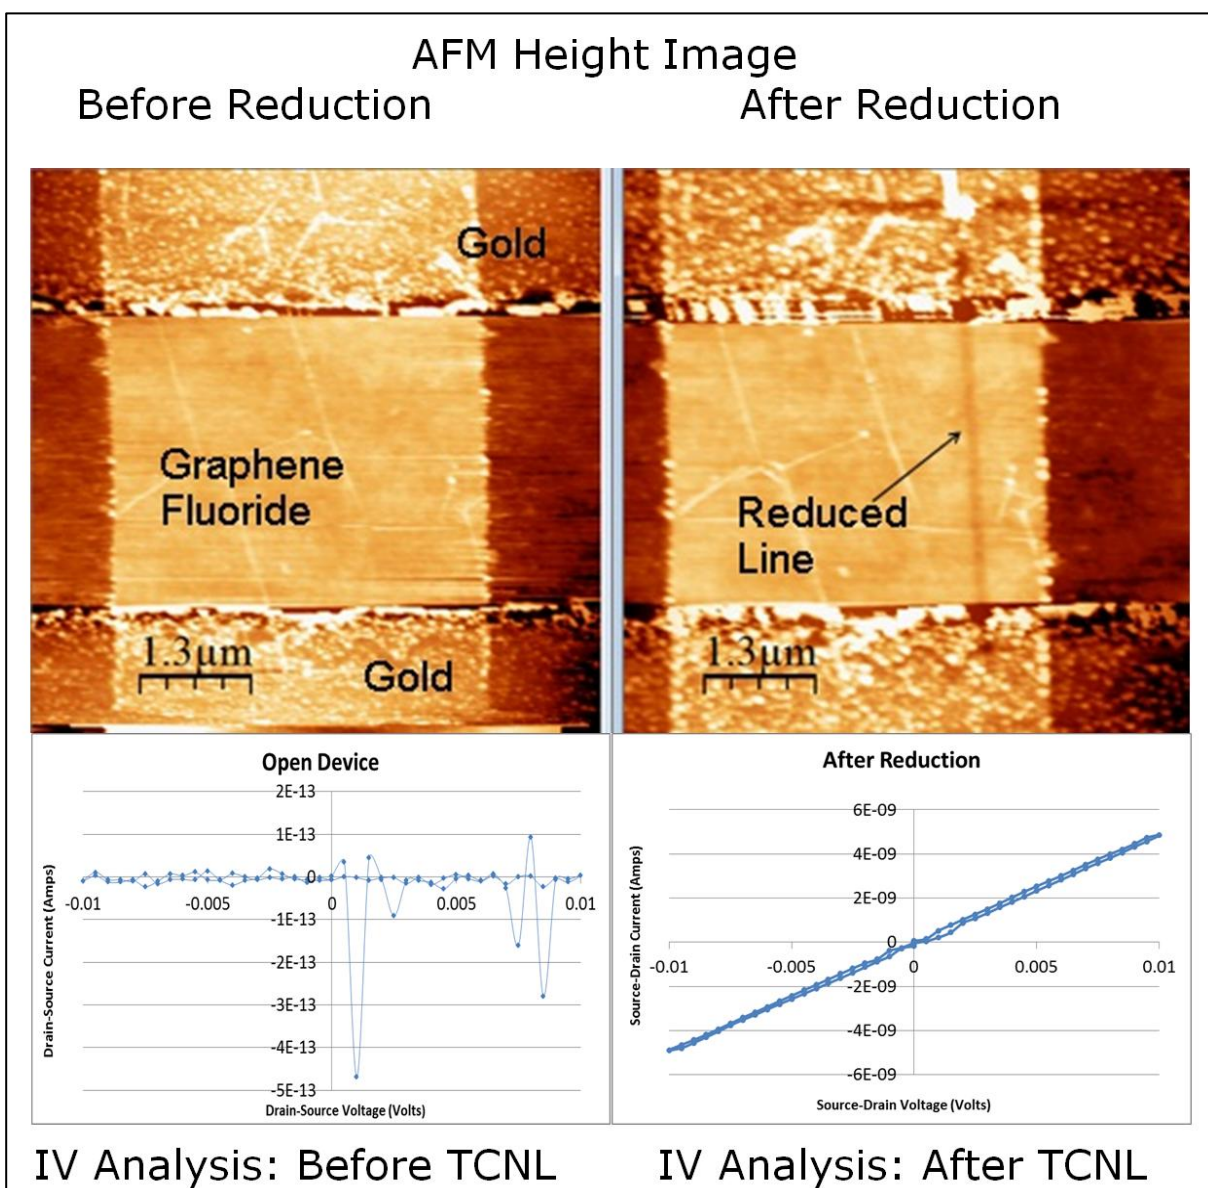 AFM Height Image
Before Reduction
After Reduction
Gold
Graphene
Fluoride
1.3µm
Gold
Reduced
Line
1.3µm
Open Device
2E-13
1E-13
0
-1E-13
-2E-13
-3E-13
-4E-13
-5E-13
-0.01
-0.005
0
0.005
0.01
Drain-Source Current (Amps)
Drain-Source Voltage (Volts)
After Reduction
6E-09
4E-09
2E-09
0
-2E-09
-4E-09
-6E-09
-0.01
-0.005
0
0.005
0.01
Source-Drain Current (Amps)
Source-Drain Voltage (Volts)
IV Analysis: Before TCNL
IV Analysis: After TCNL